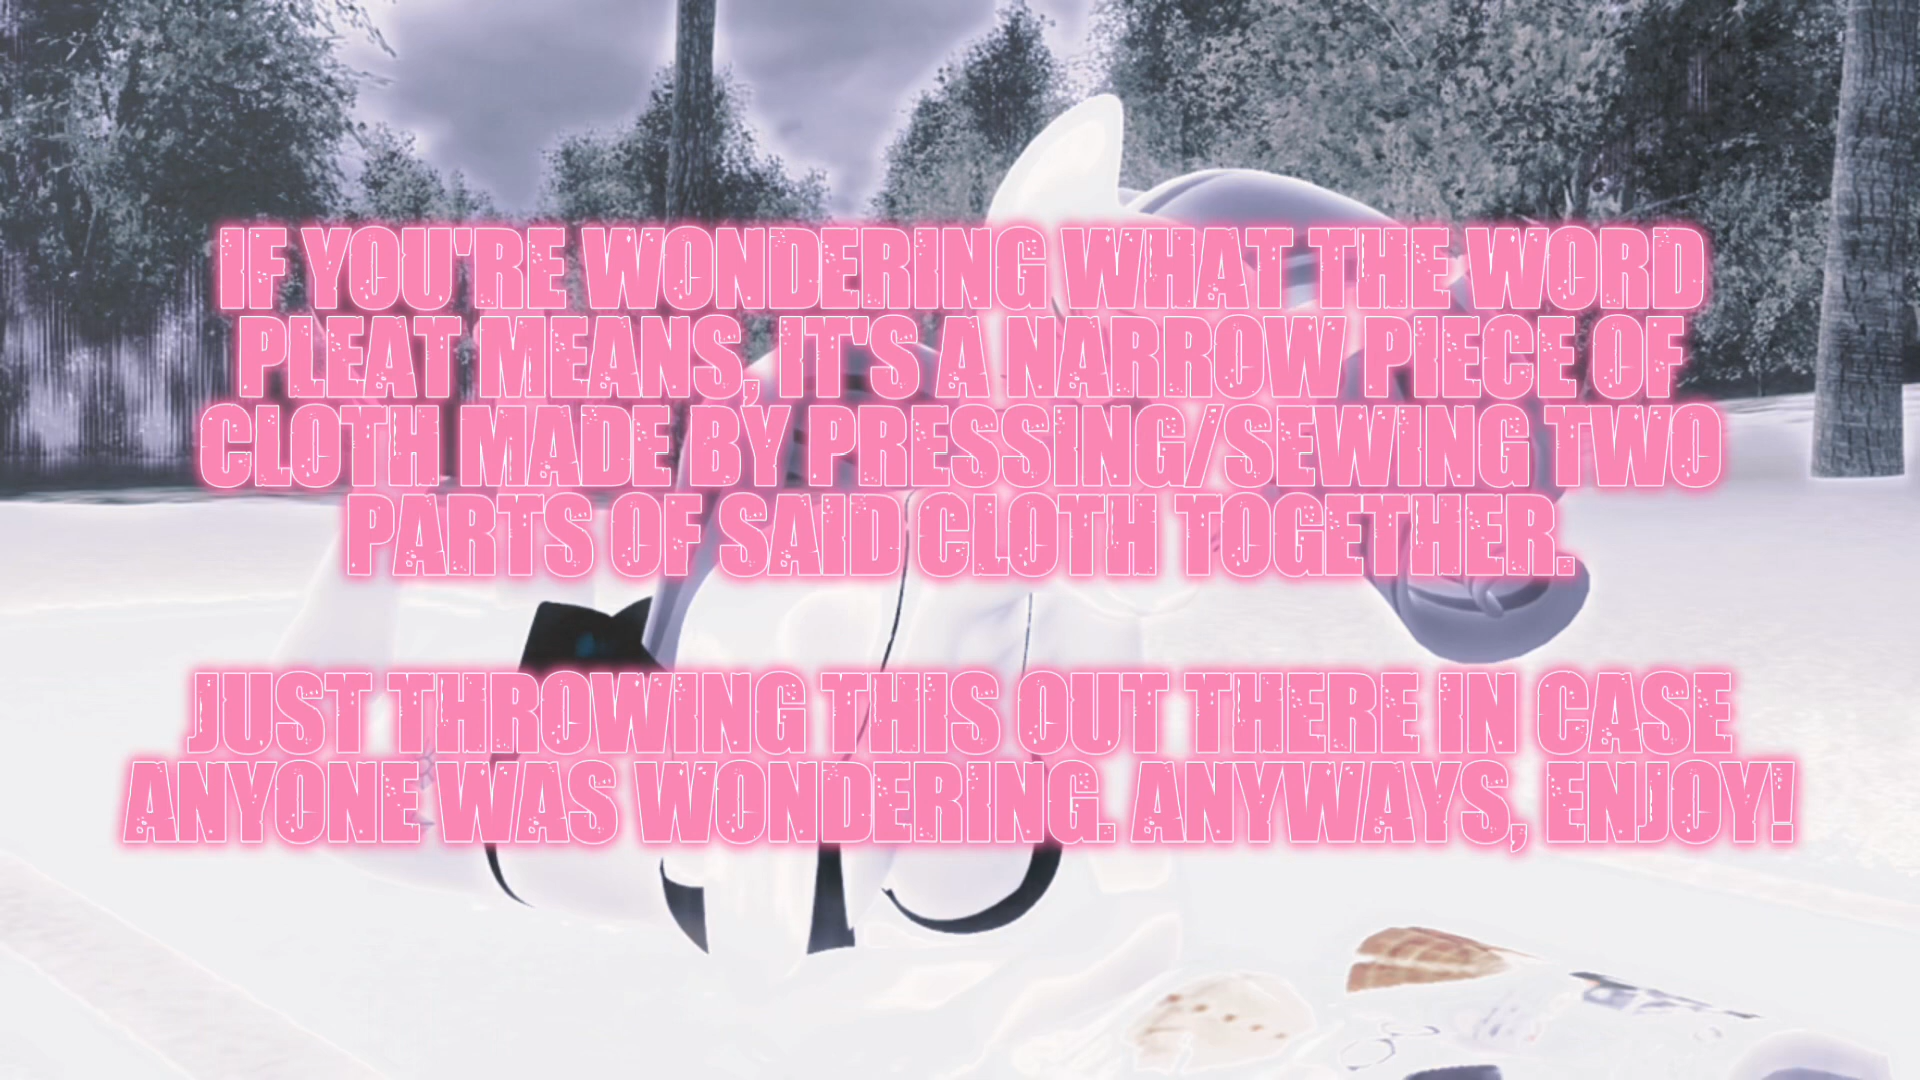 IF YOU'RE WONDERING WHAT THE WORD
PLEAT MEANS, IT'S A NARROW PIECE OF
CLOTH MADE BY PRESSING/SEWING TWO
PARTS OF SAID CLOTH TOGETHER.
JUST THROWING THIS OUT THERE IN CASE
ANYONE WAS WONDERING. ANYWAYS, ENJOY!